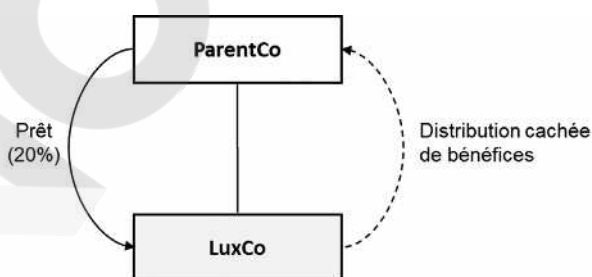 ParentCo
Prêt
(20%)
Distribution cachée
de bénéfices
LuxCo